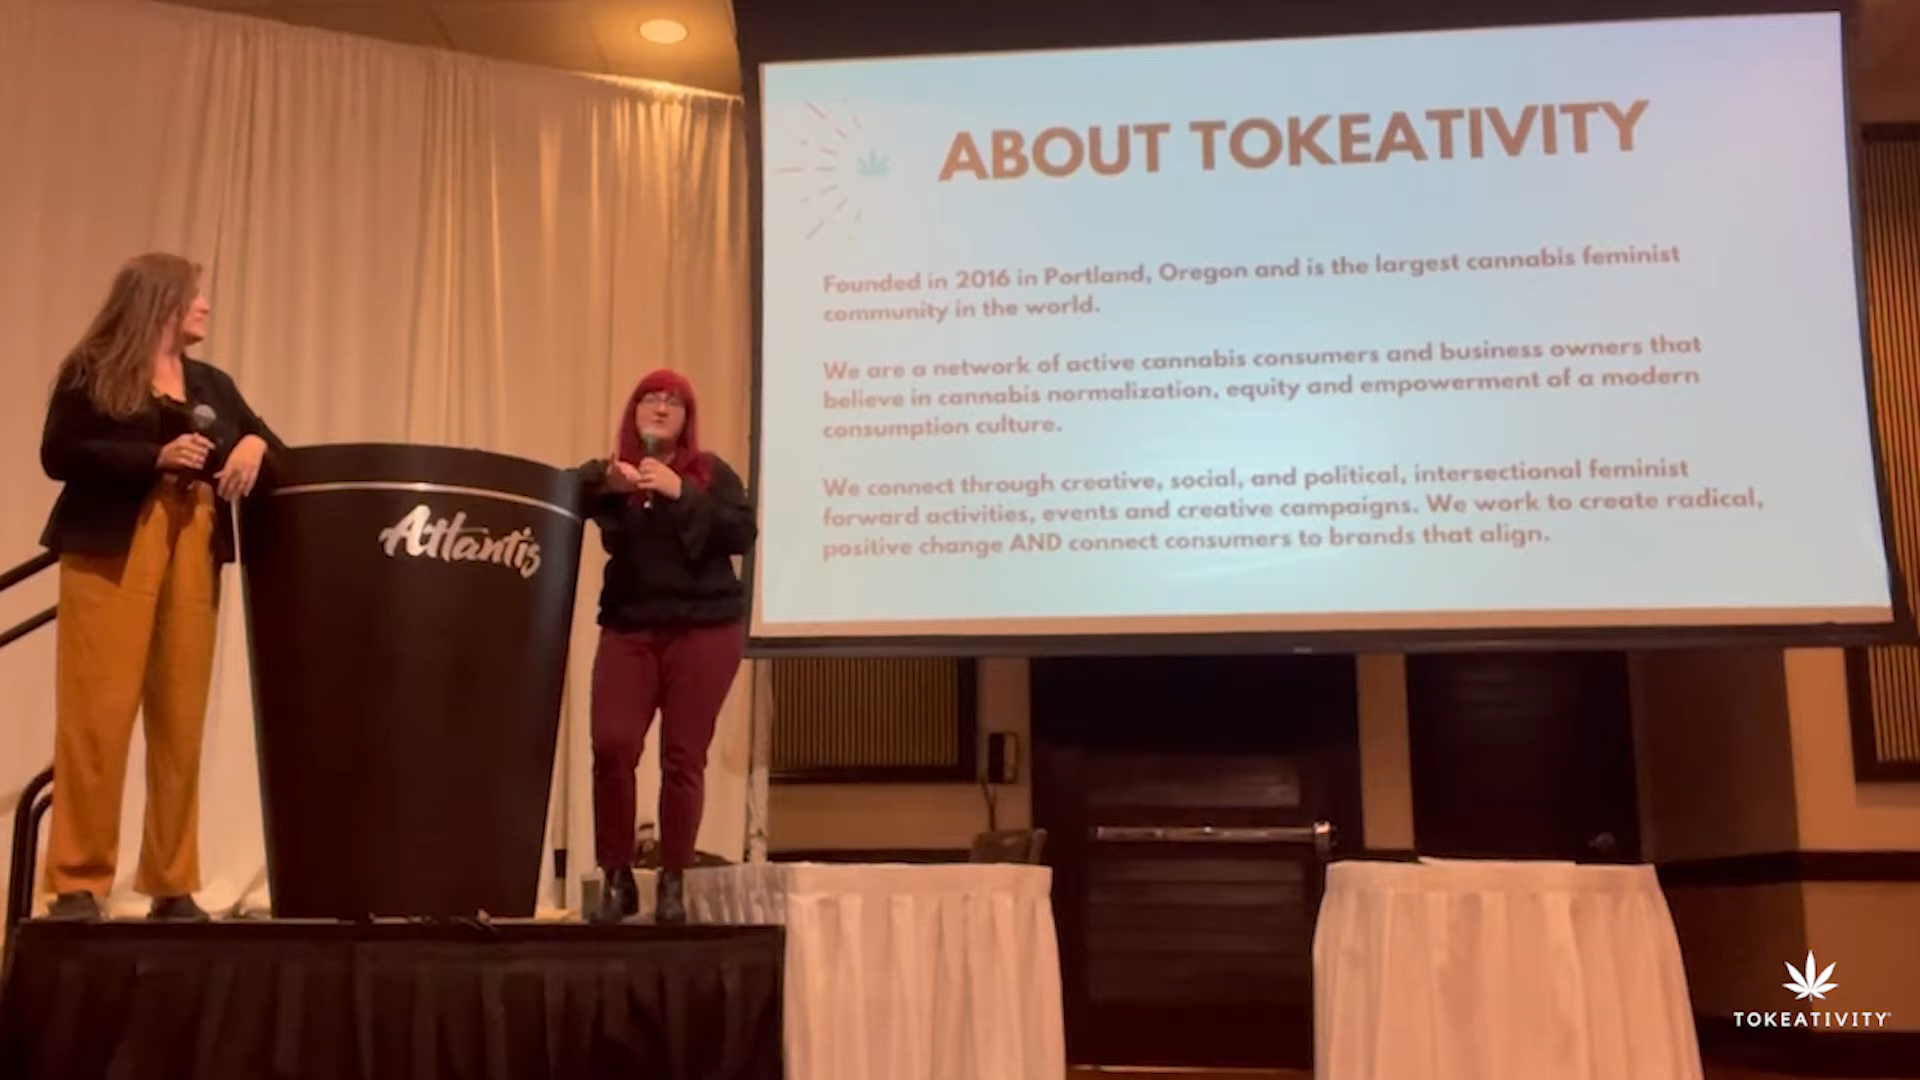 ABOUT TOKEATIVITY
Founded in 2016 in Portland, Oregon and is the largest cannabis feminist
community in the world.
We are a network of active cannabis consumers and business owners that
believe in cannabis normalization, equity and empowerment of a modern
consumption culture.
We connect through creative, social, and political, intersectional feminist
forward activities, events and creative campaigns. We work to create radical,
positive change AND connect consumers to brands that align.
Atlantis
TOKEATIVITY®